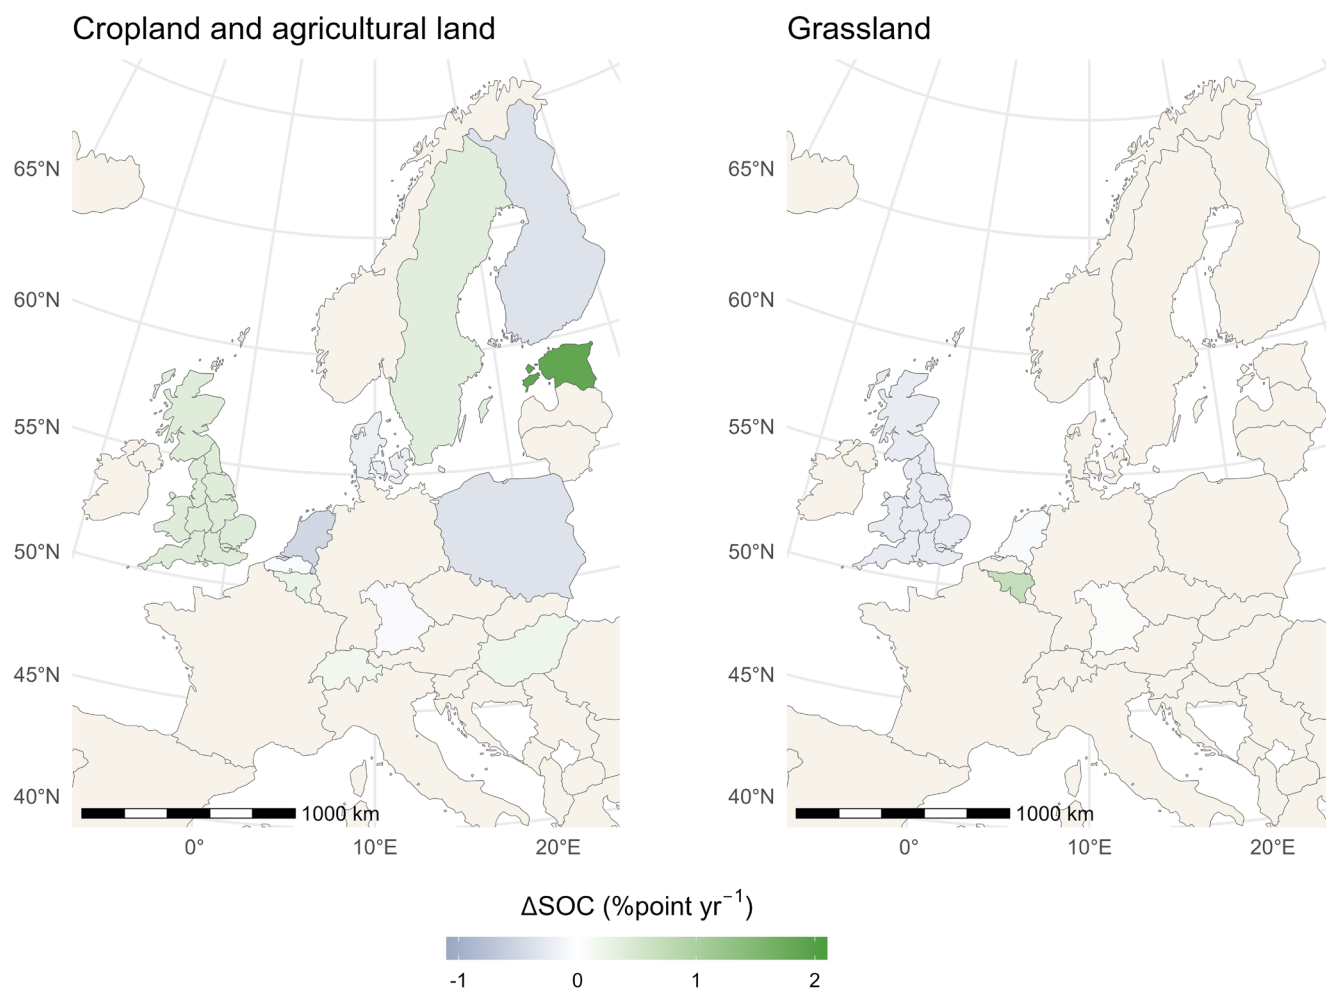 Cropland and agricultural land
Grassland
65°N
60°N
55°N
50°N
45°N
40°N
1000 km
0°
10°E
20°E
65°N
60°N
55°N
50°N
45°N
40°N
1000 km
0°
10°E
20°E
ΔSOC (%point yr⁻¹)
-1
0
1
2